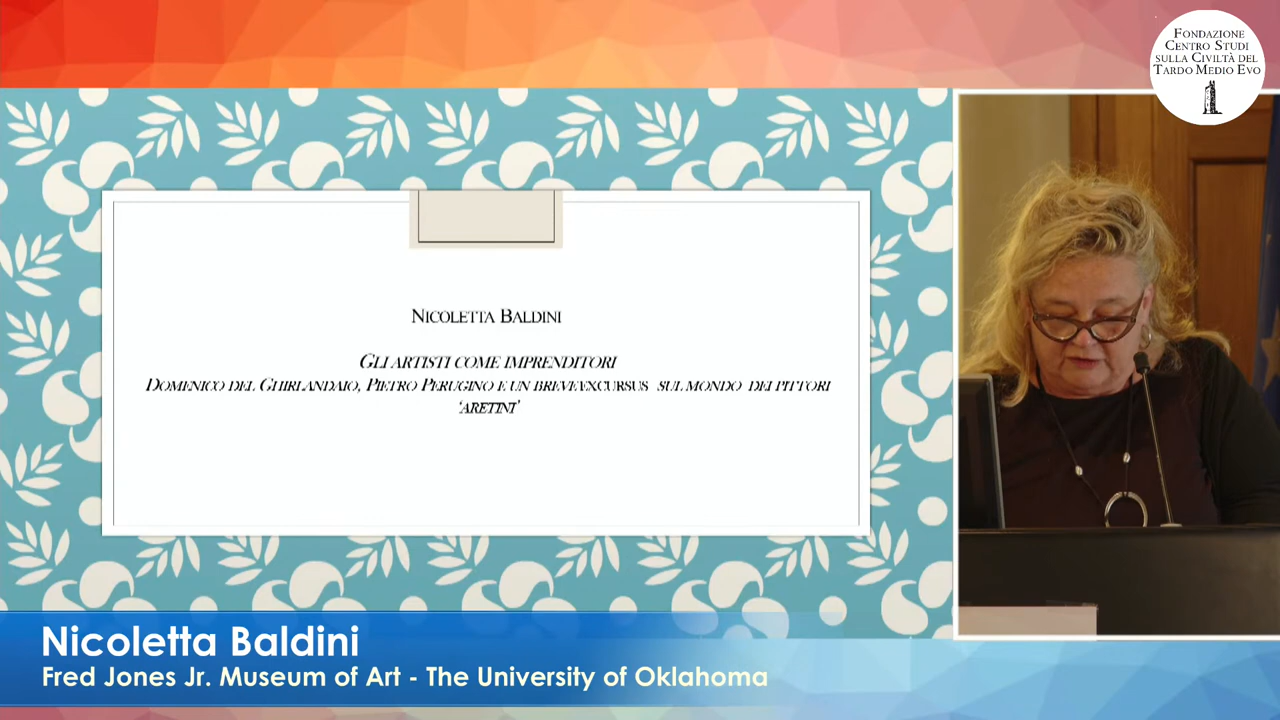 FONDAZIONE
CENTRO STUDI
SULLA CIVILTÀ DEL
TARDO MEDIO EVO
NICOLETTA BALDINI
GLI ARTISTI COME IMPRENDITORI
DOMENICO DEL GHIRLANDAIO, PIETRO PERUGINO E UN BREVE EXCURSUS SUL MONDO DEI PITTORI
‘ARETINI’
Nicoletta Baldini
Fred Jones Jr. Museum of Art - The University of Oklahoma